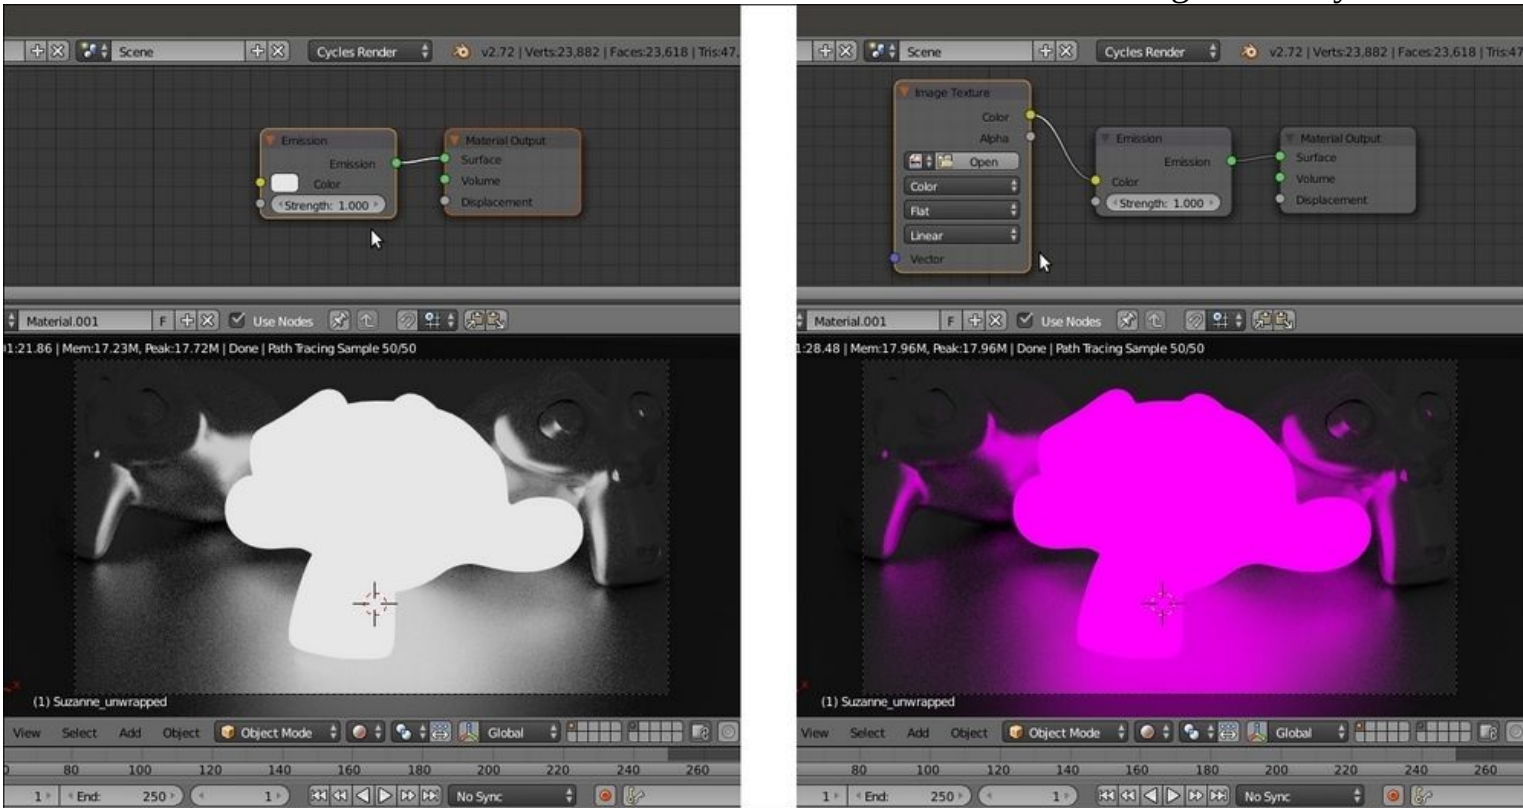 Scene Cycles Render v2.72 | Verts:23,882 | Faces:23,618 | Tris:47,
Emission
Emission
Color
Strength: 1.000
Material Output
Surface
Volume
Displacement
Material.001 F Use Nodes
1:21.86 | Mem:17.23M, Peak:17.72M | Done | Path Tracing Sample 50/50
(1) Suzanne_unwrapped
View Select Add Object Object Mode Global
80 100 120 140 160 180 200 220 240 260
1 End: 250 1 No Sync
Scene Cycles Render v2.72 | Verts:23,882 | Faces:23,618 | Tris:47
Image Texture
Color
Alpha
Open
Color
Flat
Linear
Vector
Emission
Emission
Color
Strength: 1.000
Material Output
Surface
Volume
Displacement
Material.001 F Use Nodes
1:28.48 | Mem:17.96M, Peak:17.96M | Done | Path Tracing Sample 50/50
(1) Suzanne_unwrapped
View Select Add Object Object Mode Global
80 100 120 140 160 180 200 220 240 260
1 End: 250 1 No Sync